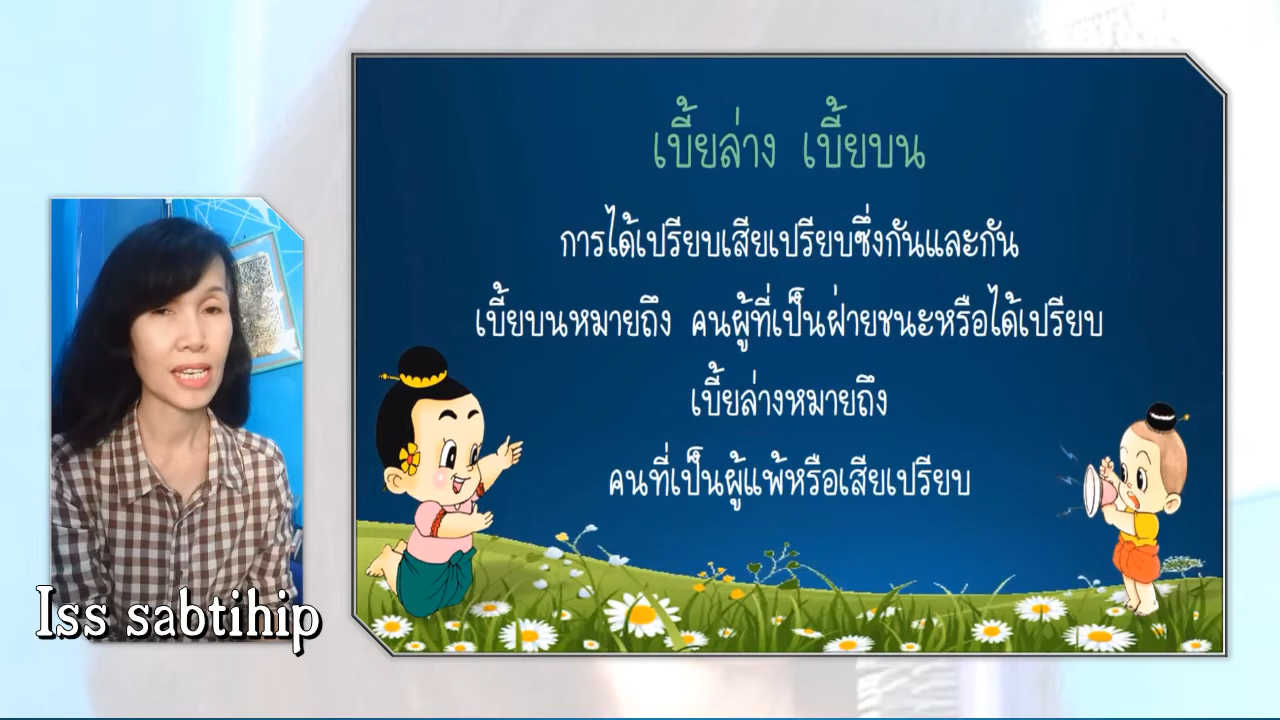 เบี้ยล่าง เบี้ยบน
การได้เปรียบเสียเปรียบซึ่งกันและกัน
เบี้ยบนหมายถึง คนผู้ที่เป็นฝ่ายชนะหรือได้เปรียบ
เบี้ยล่างหมายถึง
คนที่เป็นผู้แพ้หรือเสียเปรียบ
Iss sabtihip